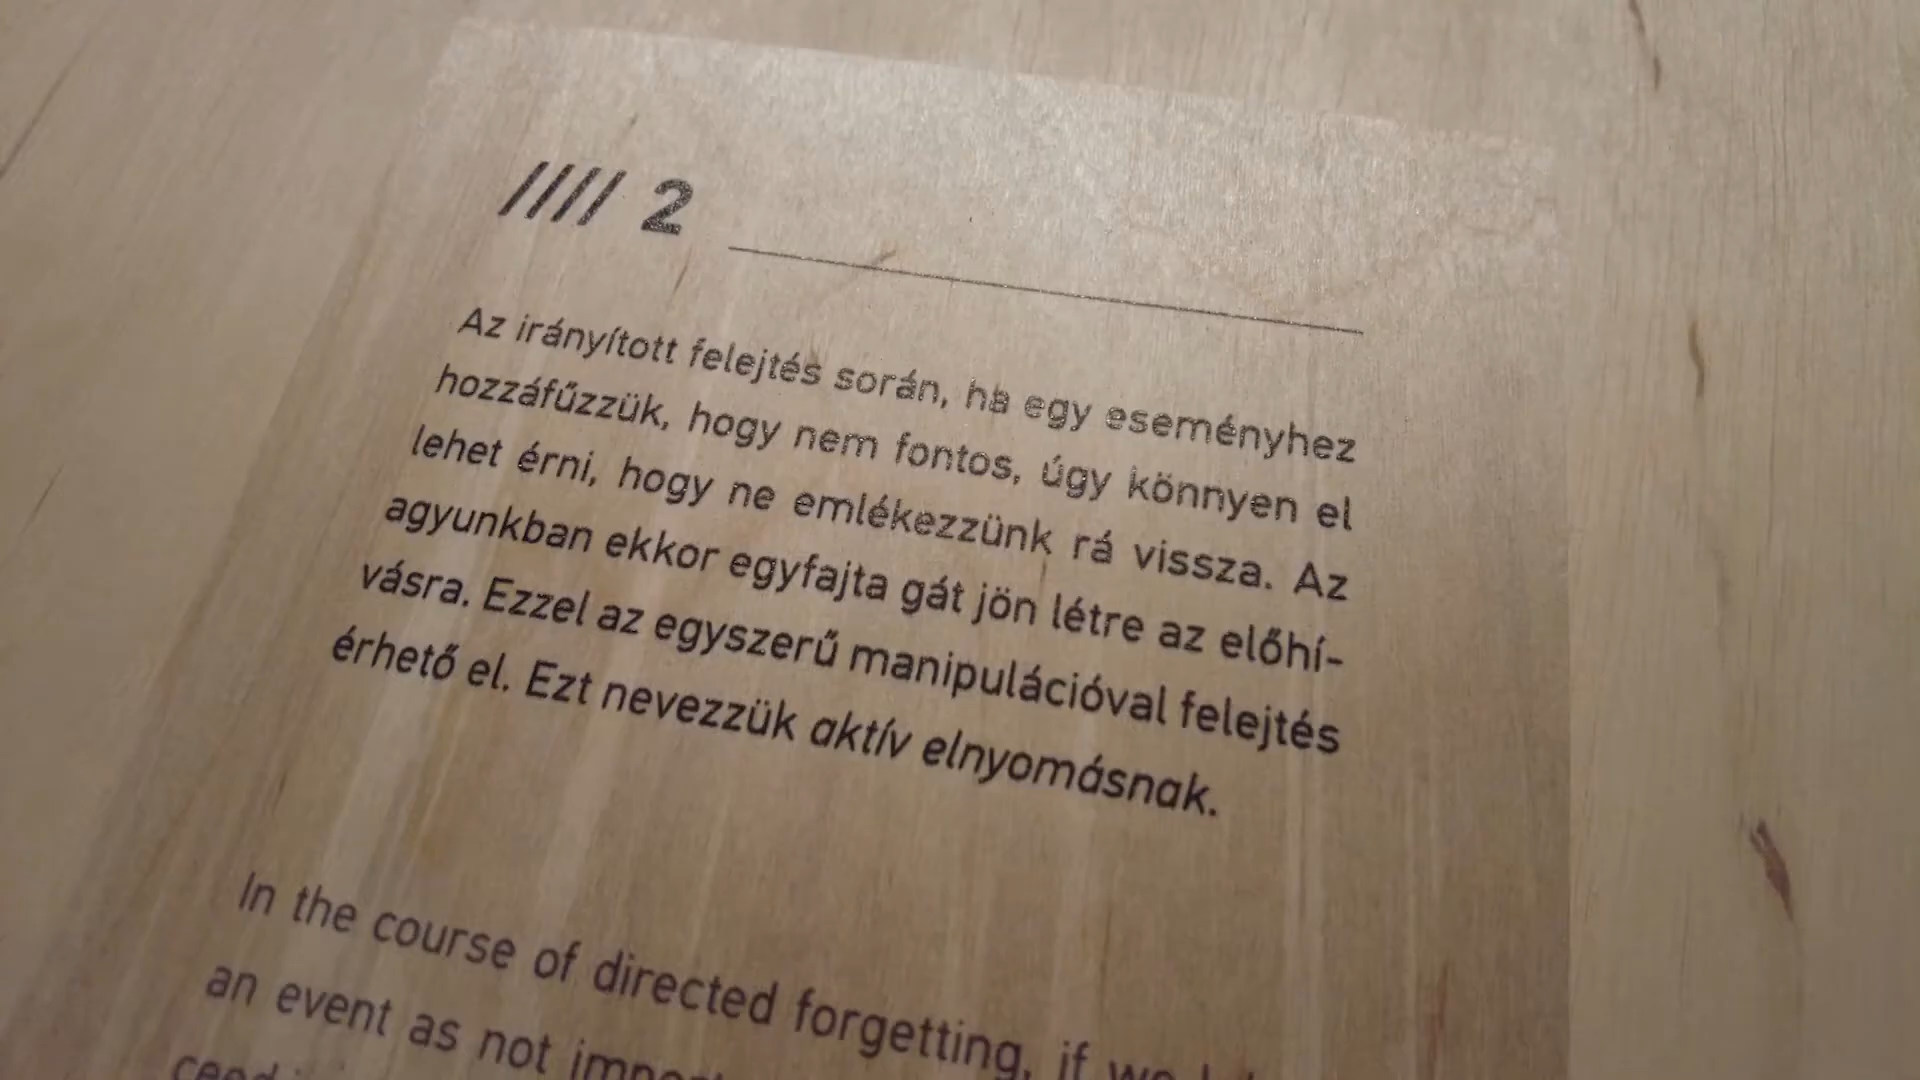 //// 2
Az irányított felejtés során, ha egy eseményhez
hozzáfűzzük, hogy nem fontos, úgy könnyen el
lehet érni, hogy ne emlékezzünk rá vissza. Az
agyunkban ekkor egyfajta gát jön létre az előhí-
vásra. Ezzel az egyszerű manipulációval felejtés
érhető el. Ezt nevezzük aktív elnyomásnak.
In the course of directed forgetting, if we
an event as not